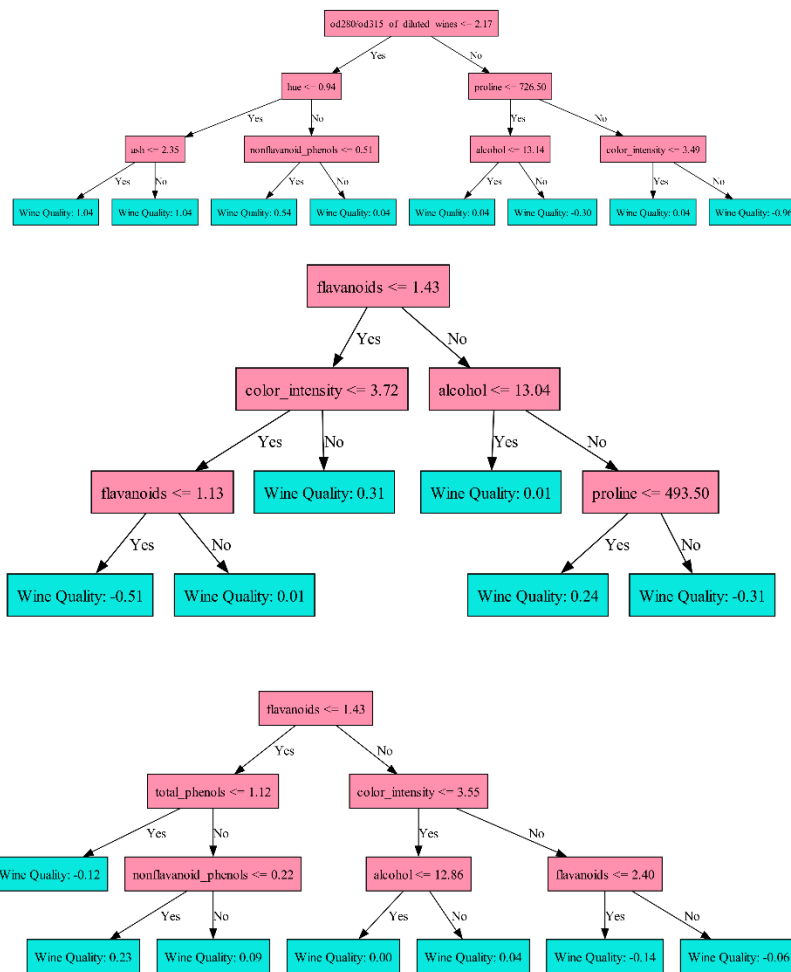 od280/od315_of_diluted_wines <= 2.17
Yes
No
hue <= 0.94
proline <= 726.50
Yes
No
Yes
No
ash <= 2.35
nonflavanoid_phenols <= 0.51
alcohol <= 13.14
color_intensity <= 3.49
Yes
No
Yes
No
Yes
No
Yes
No
Wine Quality: 1.04
Wine Quality: 1.04
Wine Quality: 0.54
Wine Quality: 0.04
Wine Quality: 0.04
Wine Quality: -0.30
Wine Quality: 0.04
Wine Quality: -0.96
flavanoids <= 1.43
Yes
No
color_intensity <= 3.72
alcohol <= 13.04
Yes
No
Yes
No
flavanoids <= 1.13
Wine Quality: 0.31
Wine Quality: 0.01
proline <= 493.50
Yes
No
Yes
No
Wine Quality: -0.51
Wine Quality: 0.01
Wine Quality: 0.24
Wine Quality: -0.31
flavanoids <= 1.43
Yes
No
total_phenols <= 1.12
color_intensity <= 3.55
Yes
No
Yes
No
Wine Quality: -0.12
nonflavanoid_phenols <= 0.22
alcohol <= 12.86
flavanoids <= 2.40
Yes
No
Yes
No
Yes
No
Wine Quality: 0.23
Wine Quality: 0.09
Wine Quality: 0.00
Wine Quality: 0.04
Wine Quality: -0.14
Wine Quality: -0.06